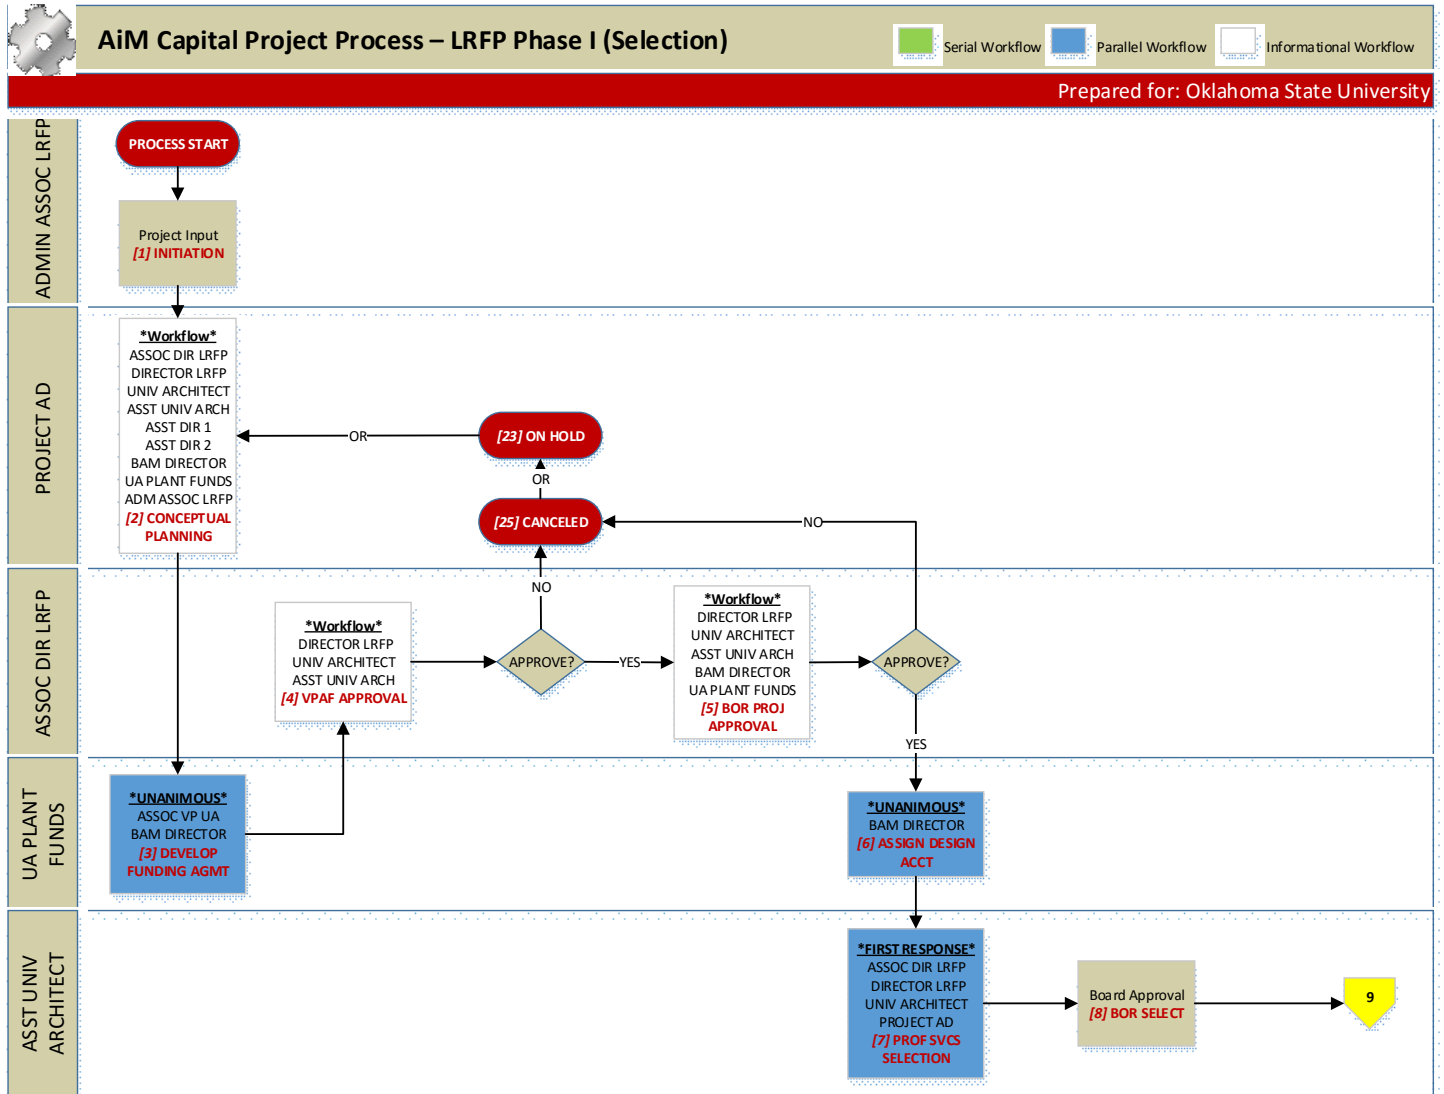 AiM Capital Project Process – LRFP Phase I (Selection)
Serial Workflow
Parallel Workflow
Informational Workflow
Prepared for: Oklahoma State University
ADMIN ASSOC LRFP
PROCESS START
Project Input
[1] INITIATION
PROJECT AD
*Workflow*
ASSOC DIR LRFP
DIRECTOR LRFP
UNIV ARCHITECT
ASST UNIV ARCH
ASST DIR 1
ASST DIR 2
BAM DIRECTOR
UA PLANT FUNDS
ADM ASSOC LRFP
[2] CONCEPTUAL
PLANNING
OR
[23] ON HOLD
OR
[25] CANCELED
NO
ASSOC DIR LRFP
*Workflow*
DIRECTOR LRFP
UNIV ARCHITECT
ASST UNIV ARCH
[4] VPAF APPROVAL
NO
APPROVE?
YES
*Workflow*
DIRECTOR LRFP
UNIV ARCHITECT
ASST UNIV ARCH
BAM DIRECTOR
UA PLANT FUNDS
[5] BOR PROJ
APPROVAL
APPROVE?
YES
UA PLANT
FUNDS
*UNANIMOUS*
ASSOC VP UA
BAM DIRECTOR
[3] DEVELOP
FUNDING AGMT
*UNANIMOUS*
BAM DIRECTOR
[6] ASSIGN DESIGN
ACCT
ASST UNIV
ARCHITECT
*FIRST RESPONSE*
ASSOC DIR LRFP
DIRECTOR LRFP
UNIV ARCHITECT
PROJECT AD
[7] PROF SVCS
SELECTION
Board Approval
[8] BOR SELECT
9